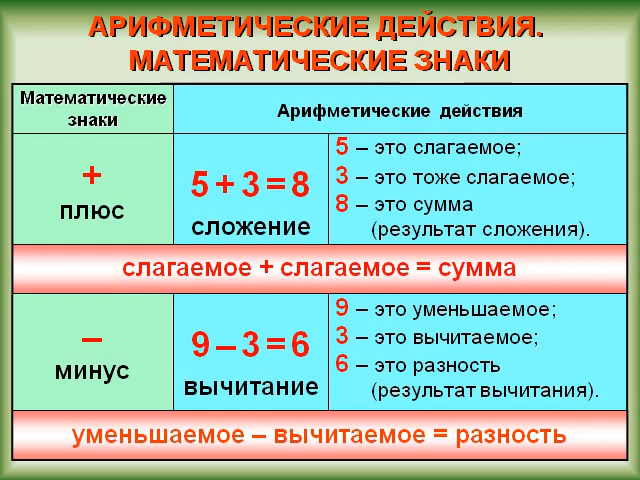 АРИФМЕТИЧЕСКИЕ ДЕЙСТВИЯ.
МАТЕМАТИЧЕСКИЕ ЗНАКИ
Математические
знаки
Арифметические действия
+
плюс
5 + 3 = 8
сложение
5 – это слагаемое;
3 – это тоже слагаемое;
8 – это сумма
(результат сложения).
слагаемое + слагаемое = сумма
–
минус
9 – 3 = 6
вычитание
9 – это уменьшаемое;
3 – это вычитаемое;
6 – это разность
(результат вычитания).
уменьшаемое – вычитаемое = разность